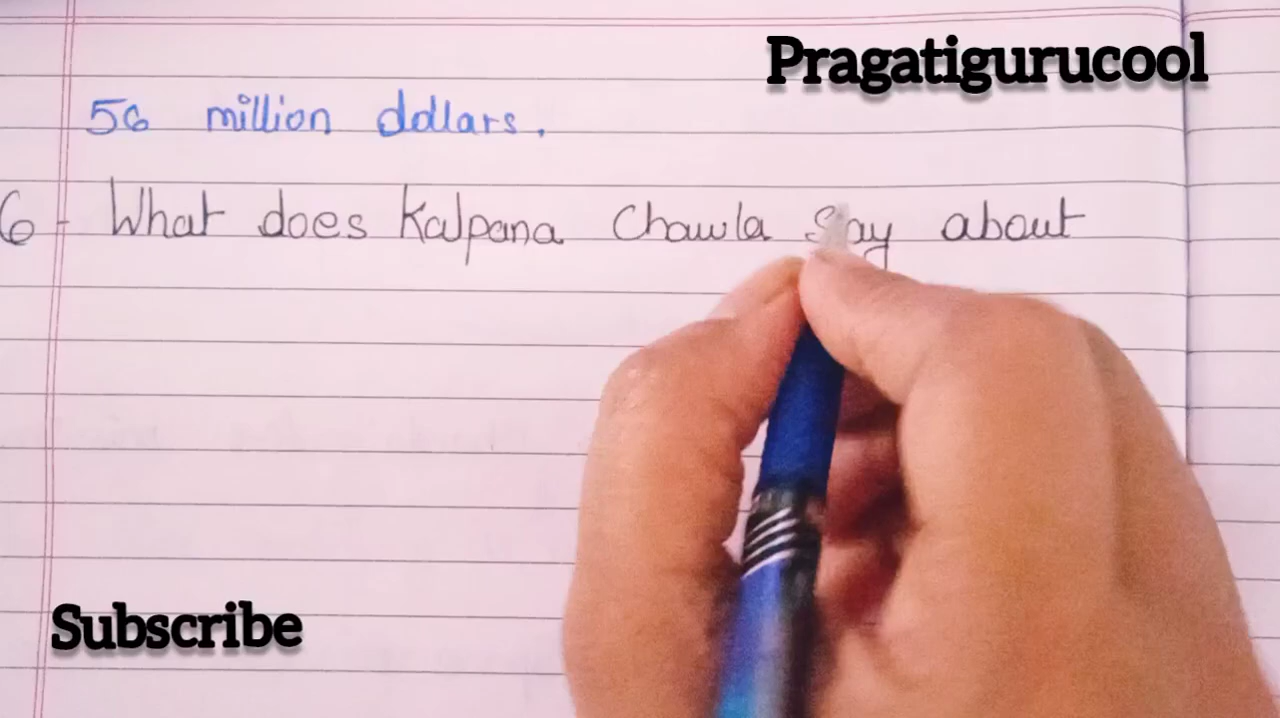 Pragatigurucool
56 million dollars.
6 - What does Kalpana Chawla Say about
Subscribe